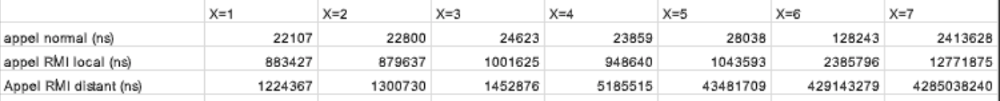 X=1 X=2 X=3 X=4 X=5 X=6 X=7
appel normal (ns) 22107 22800 24623 23859 28038 128243 2413628
appel RMI local (ns) 883427 879637 1001625 948640 1043593 2385796 12771875
Appel RMI distant (ns) 1224367 1300730 1452876 5185515 43481709 429143279 4285038240